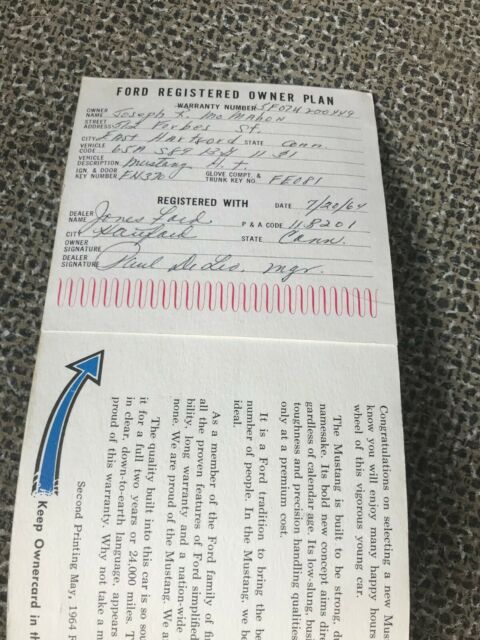 FORD REGISTERED OWNER PLAN
WARRANTY NUMBER 5F07K200449
OWNER NAME Joseph R. McMahon
STREET ADDRESS 572 Forbes St.
CITY East Hartford STATE Conn.
VEHICLE CODE 65A 11 81
VEHICLE DESCRIPTION Mustang H.T.
IGN. & DOOR KEY NUMBER FN370 GLOVE COMPT. & TRUNK KEY NO. FE081
REGISTERED WITH DATE 7/20/64
DEALER NAME Jones Ford P & A CODE 11.8201
CITY Hartford STATE Conn.
OWNER SIGNATURE
DEALER SIGNATURE Paul DeLeo, mgr.
Congratulations on selecting a new Mus
know you will enjoy many happy hours
wheel of this vigorous young car.
The Mustang is built to be strong,
namesake. Its bold new concept aims dire
gardless of calendar age. Its low-slung, busi
toughness and precision handling qualities
only at a premium cost.
It is a Ford tradition to bring the be
number of people. In the Mustang, we be
ideal.
As a member of the Ford family of fi
all the proven features of Ford simplified
bility, long warranty and a nation-wide
none. We are proud of the Mustang. We a
The quality built into this car is so sou
it for a full two years or 24,000 miles. T
in clear, down-to-earth language, appears
proud of this warranty. Why not take a m
Second Printing May, 1964 F
Keep Ownercard in th